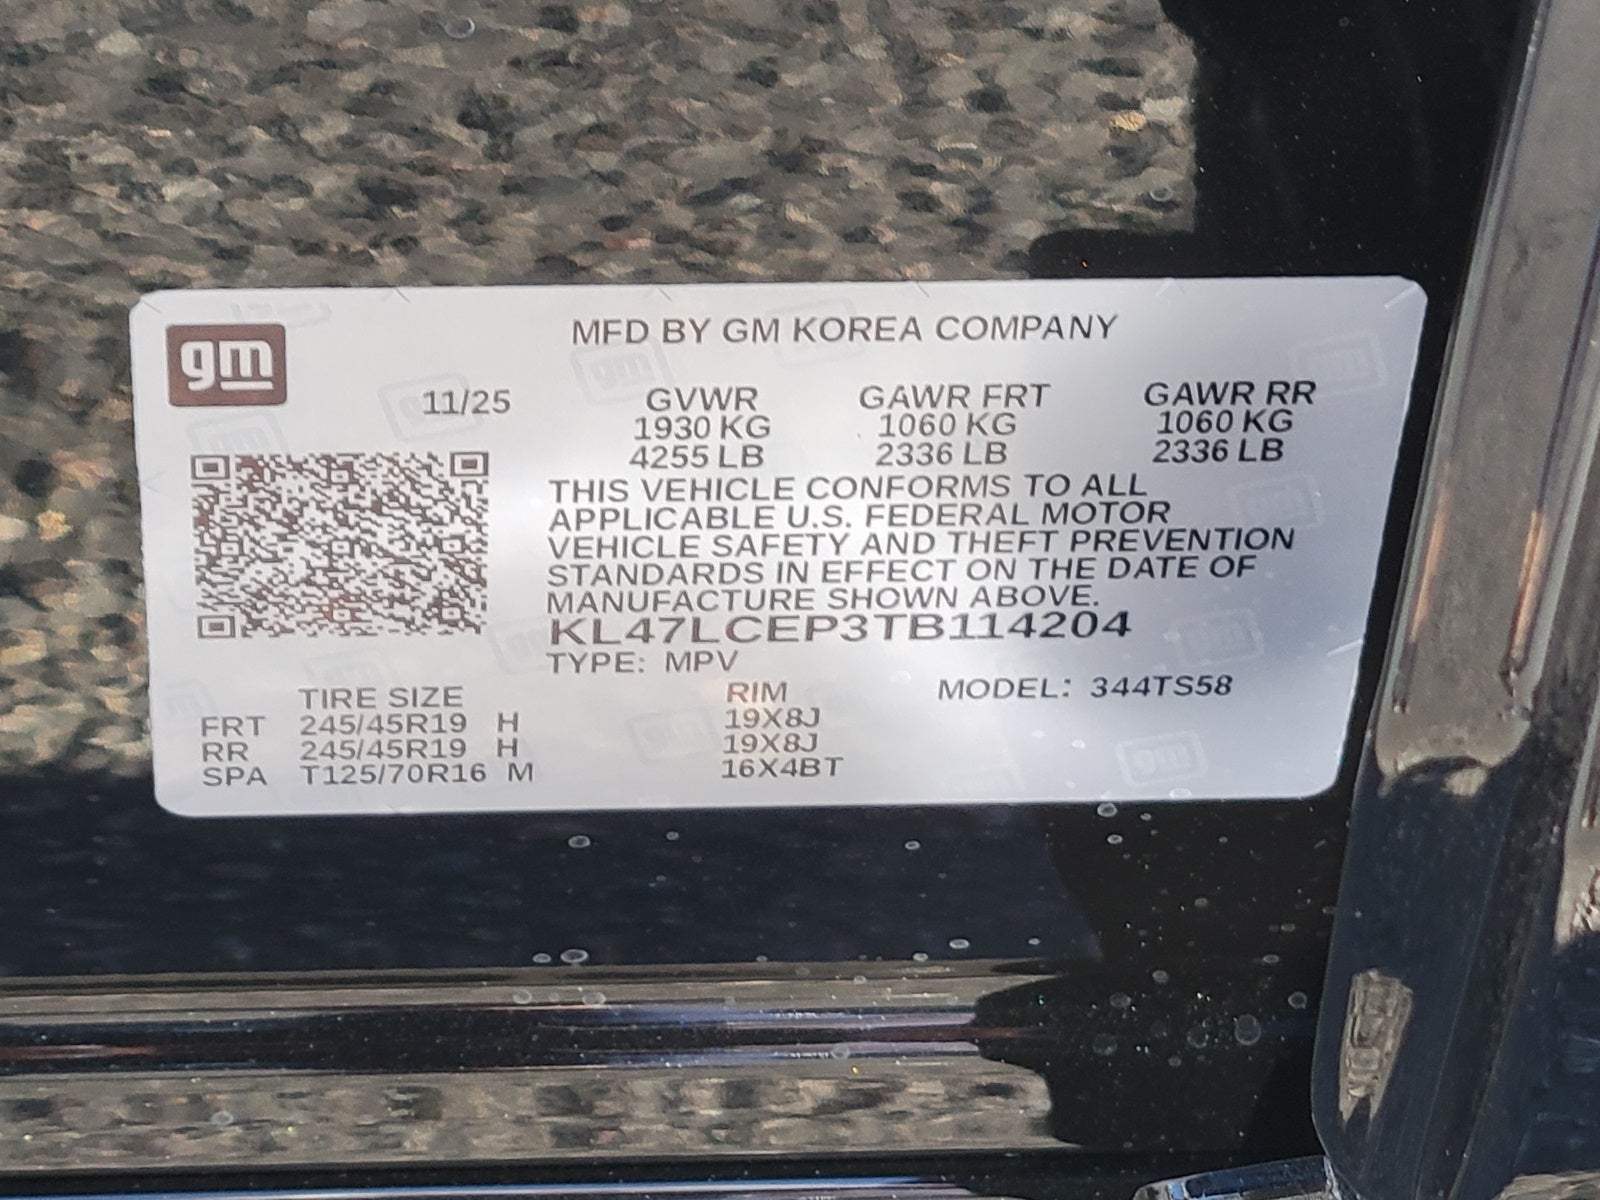 gm
MFD BY GM KOREA COMPANY
11/25 GVWR GAWR FRT GAWR RR
1930 KG 1060 KG 1060 KG
4255 LB 2336 LB 2336 LB
THIS VEHICLE CONFORMS TO ALL
APPLICABLE U.S. FEDERAL MOTOR
VEHICLE SAFETY AND THEFT PREVENTION
STANDARDS IN EFFECT ON THE DATE OF
MANUFACTURE SHOWN ABOVE.
KL47LCEP3TB114204
TYPE: MPV
TIRE SIZE RIM MODEL: 344TS58
FRT 245/45R19 H 19X8J
RR 245/45R19 H 19X8J
SPA T125/70R16 M 16X4BT